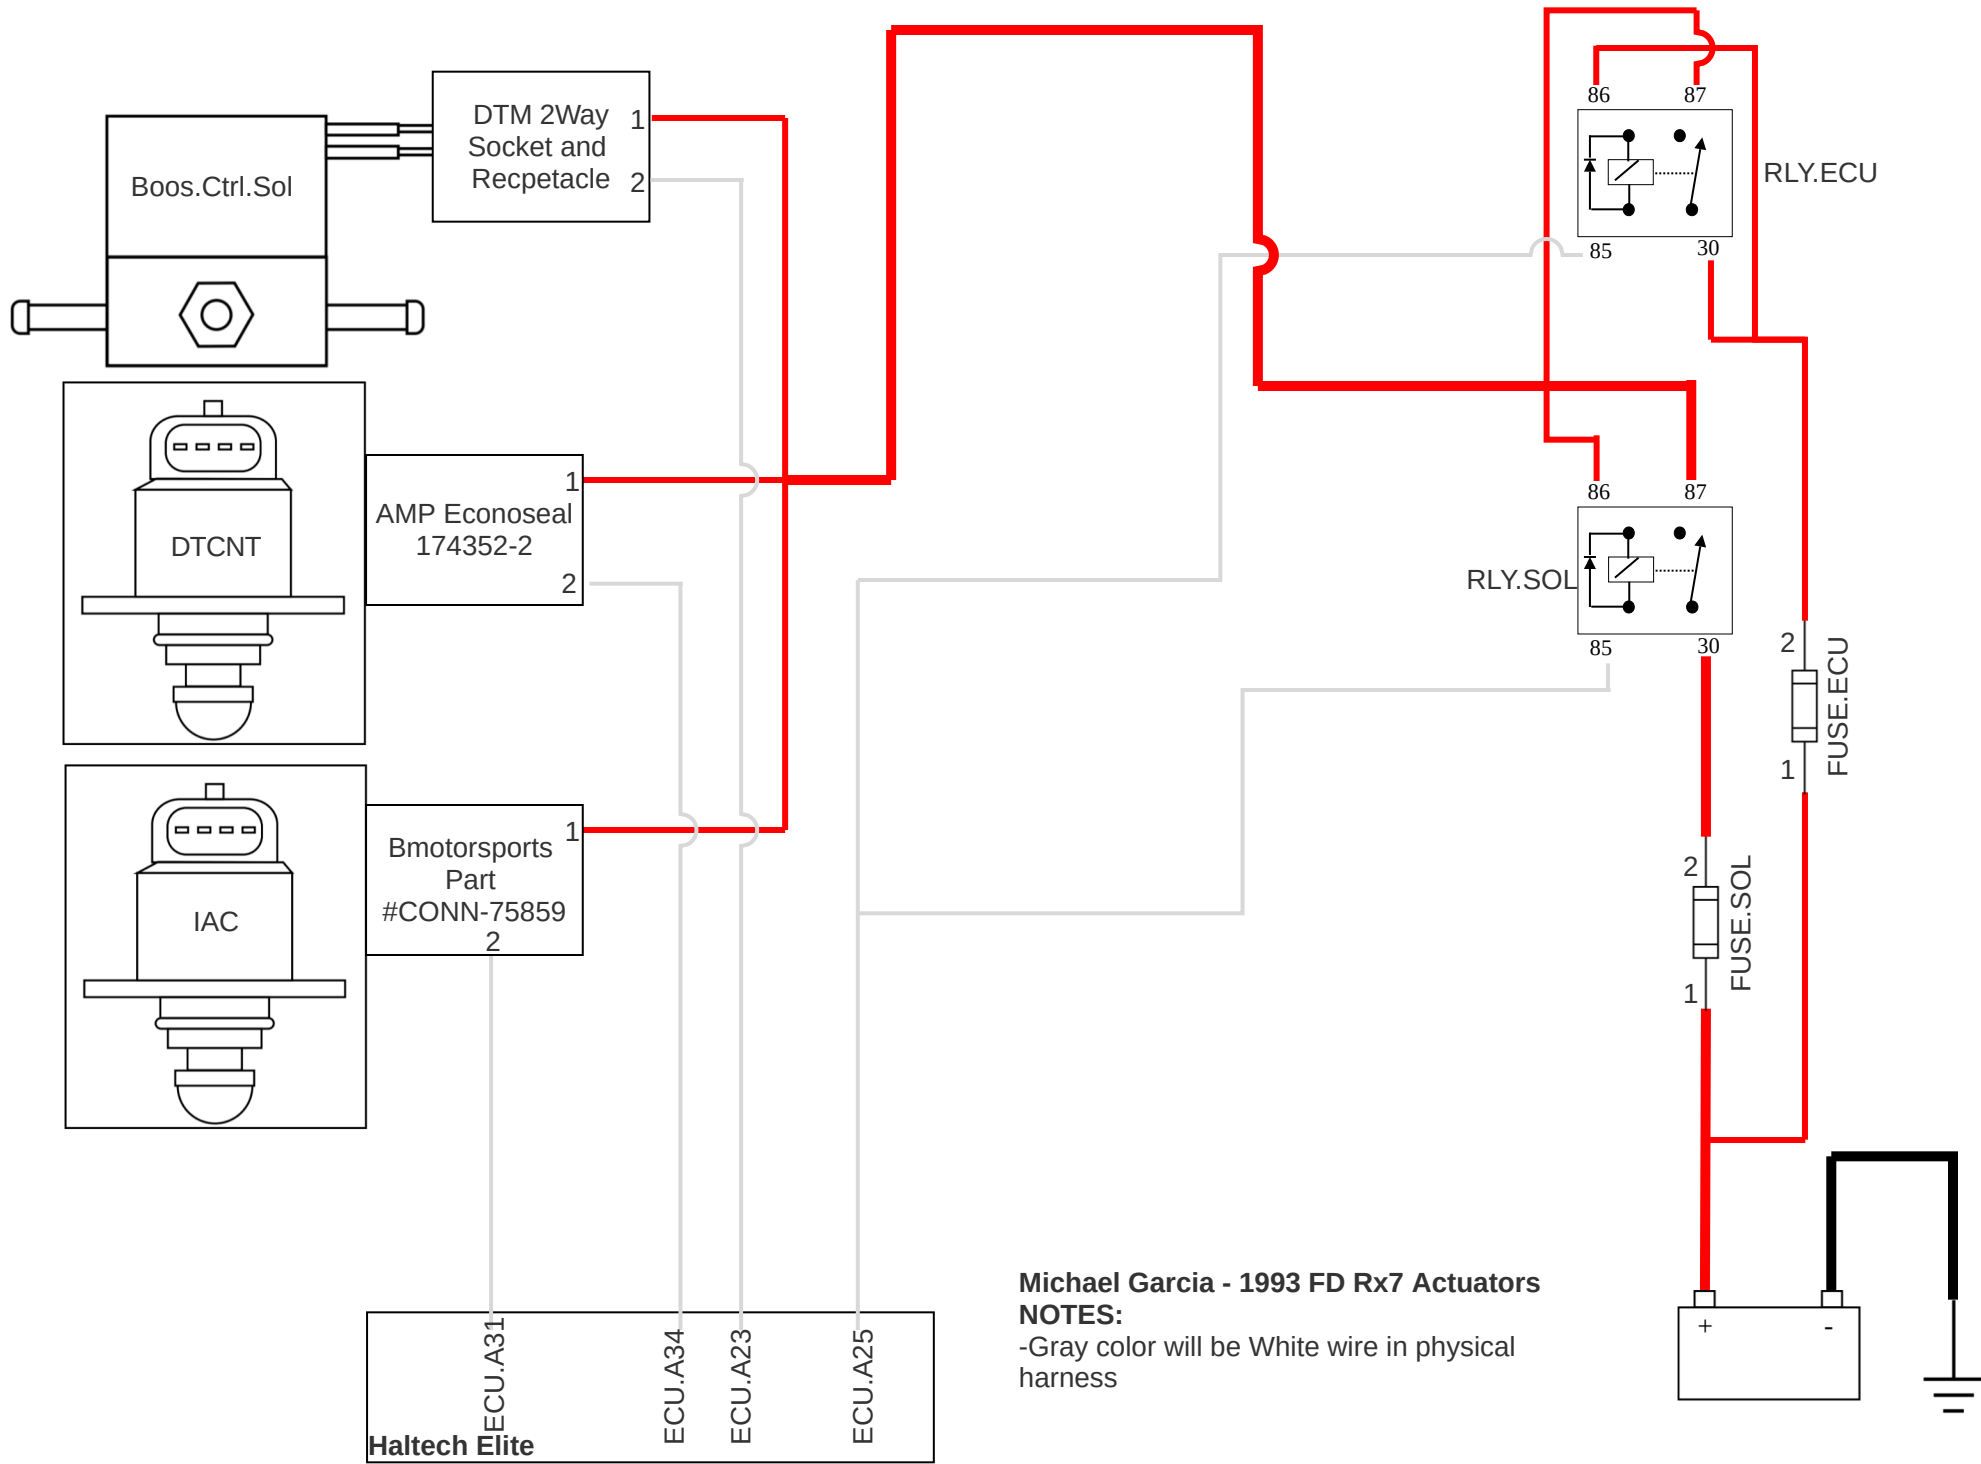 86
87
DTM 2Way
1
Socket and
Recpetacle
2
Boos.Ctrl.Sol
RLY.ECU
85
30
1
AMP Econoseal
174352-2
2
DTCNT
86
87
RLY.SOL
85
30
2
FUSE.ECU
1
1
Bmotorsports
Part
#CONN-75859
2
IAC
2
FUSE.SOL
1
Michael Garcia - 1993 FD Rx7 Actuators
NOTES:
-Gray color will be White wire in physical
harness
+
-
ECU.A31
ECU.A34
ECU.A23
ECU.A25
Haltech Elite